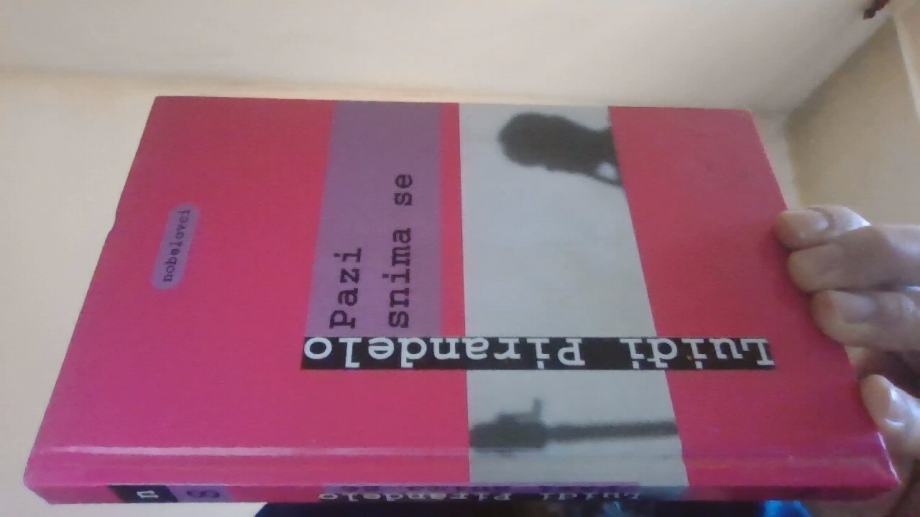 nobelovci
Pazi
snima se
Luiđi Pirandelo
Luiđi Pirandelo